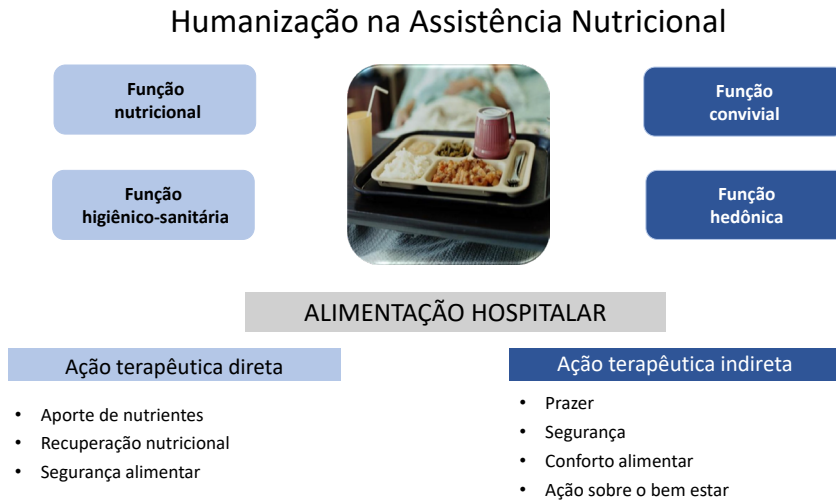 Humanização na Assistência Nutricional
Função
nutricional
Função
higiênico-sanitária
Função
convivial
Função
hedônica
ALIMENTAÇÃO HOSPITALAR
Ação terapêutica direta
• Aporte de nutrientes
• Recuperação nutricional
• Segurança alimentar
Ação terapêutica indireta
• Prazer
• Segurança
• Conforto alimentar
• Ação sobre o bem estar